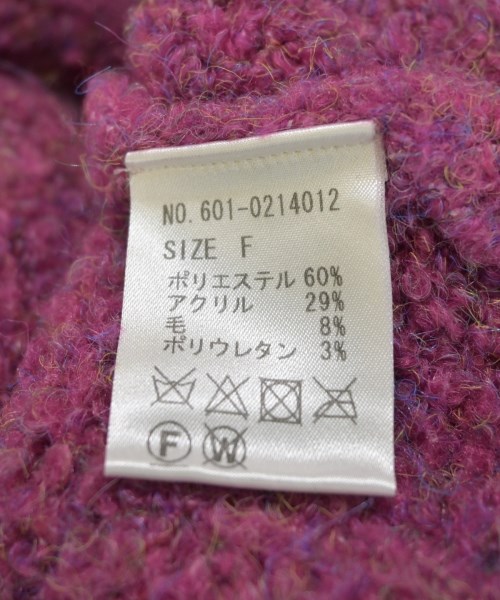 NO. 601-0214012
SIZE F
ポリエステル 60%
アクリル 29%
毛 8%
ポリウレタン 3%
F W